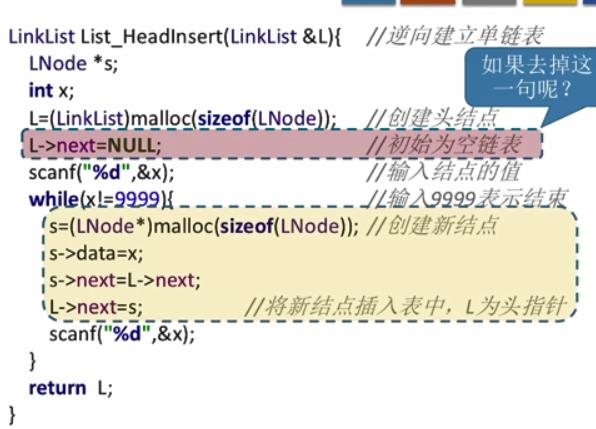 LinkList List_HeadInsert(LinkList &L){ //逆向建立单链表
LNode *s;
如果去掉这
int x;
一句呢？
L=(LinkList)malloc(sizeof(LNode)); //创建头结点
L->next=NULL; //初始为空链表
scanf("%d",&x); //输入结点的值
while(x!=9999){ //输入9999表示结束
s=(LNode*)malloc(sizeof(LNode)); //创建新结点
s->data=x;
s->next=L->next;
L->next=s; //将新结点插入表中，L为头指针
scanf("%d",&x);
}
return L;
}